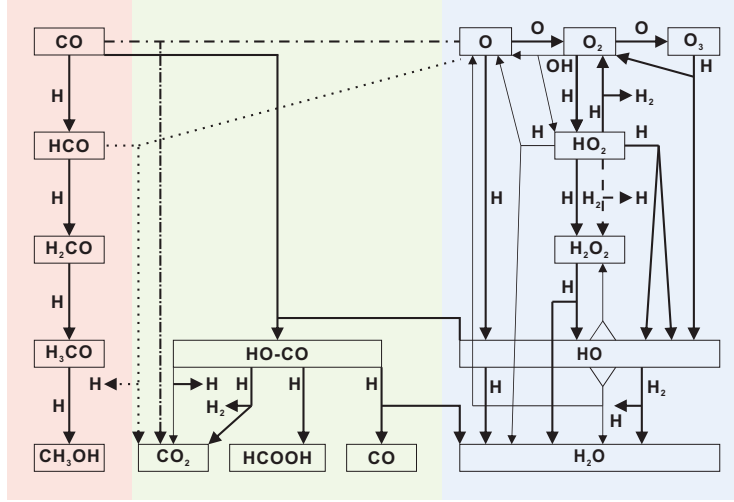 O O
CO O O₂ O₃
OH H
H H H₂
H
H H
HCO HO₂
H H H H₂ H
H₂CO H₂O₂
H
H
H₃CO HO-CO HO
H H H H H H H₂
H₂
H H
CH₃OH CO₂ HCOOH CO H₂O